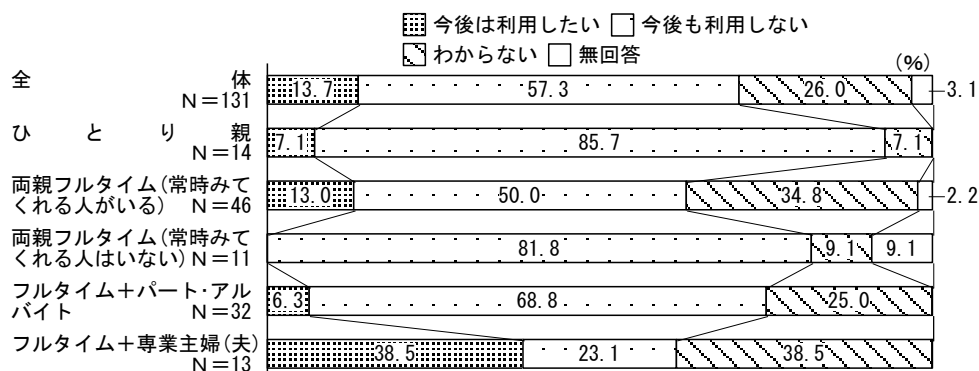 今後は利用したい 今後も利用しない
わからない 無回答
(%)
全体
N＝131
13.7 57.3 26.0 3.1
ひとり親
N＝14
7.1 85.7 7.1
両親フルタイム(常時みて
くれる人がいる) N＝46
13.0 50.0 34.8 2.2
両親フルタイム(常時みて
くれる人はいない) N＝11
81.8 9.1 9.1
フルタイム＋パート・アル
バイト N＝32
6.3 68.8 25.0
フルタイム＋専業主婦(夫)
N＝13
38.5 23.1 38.5